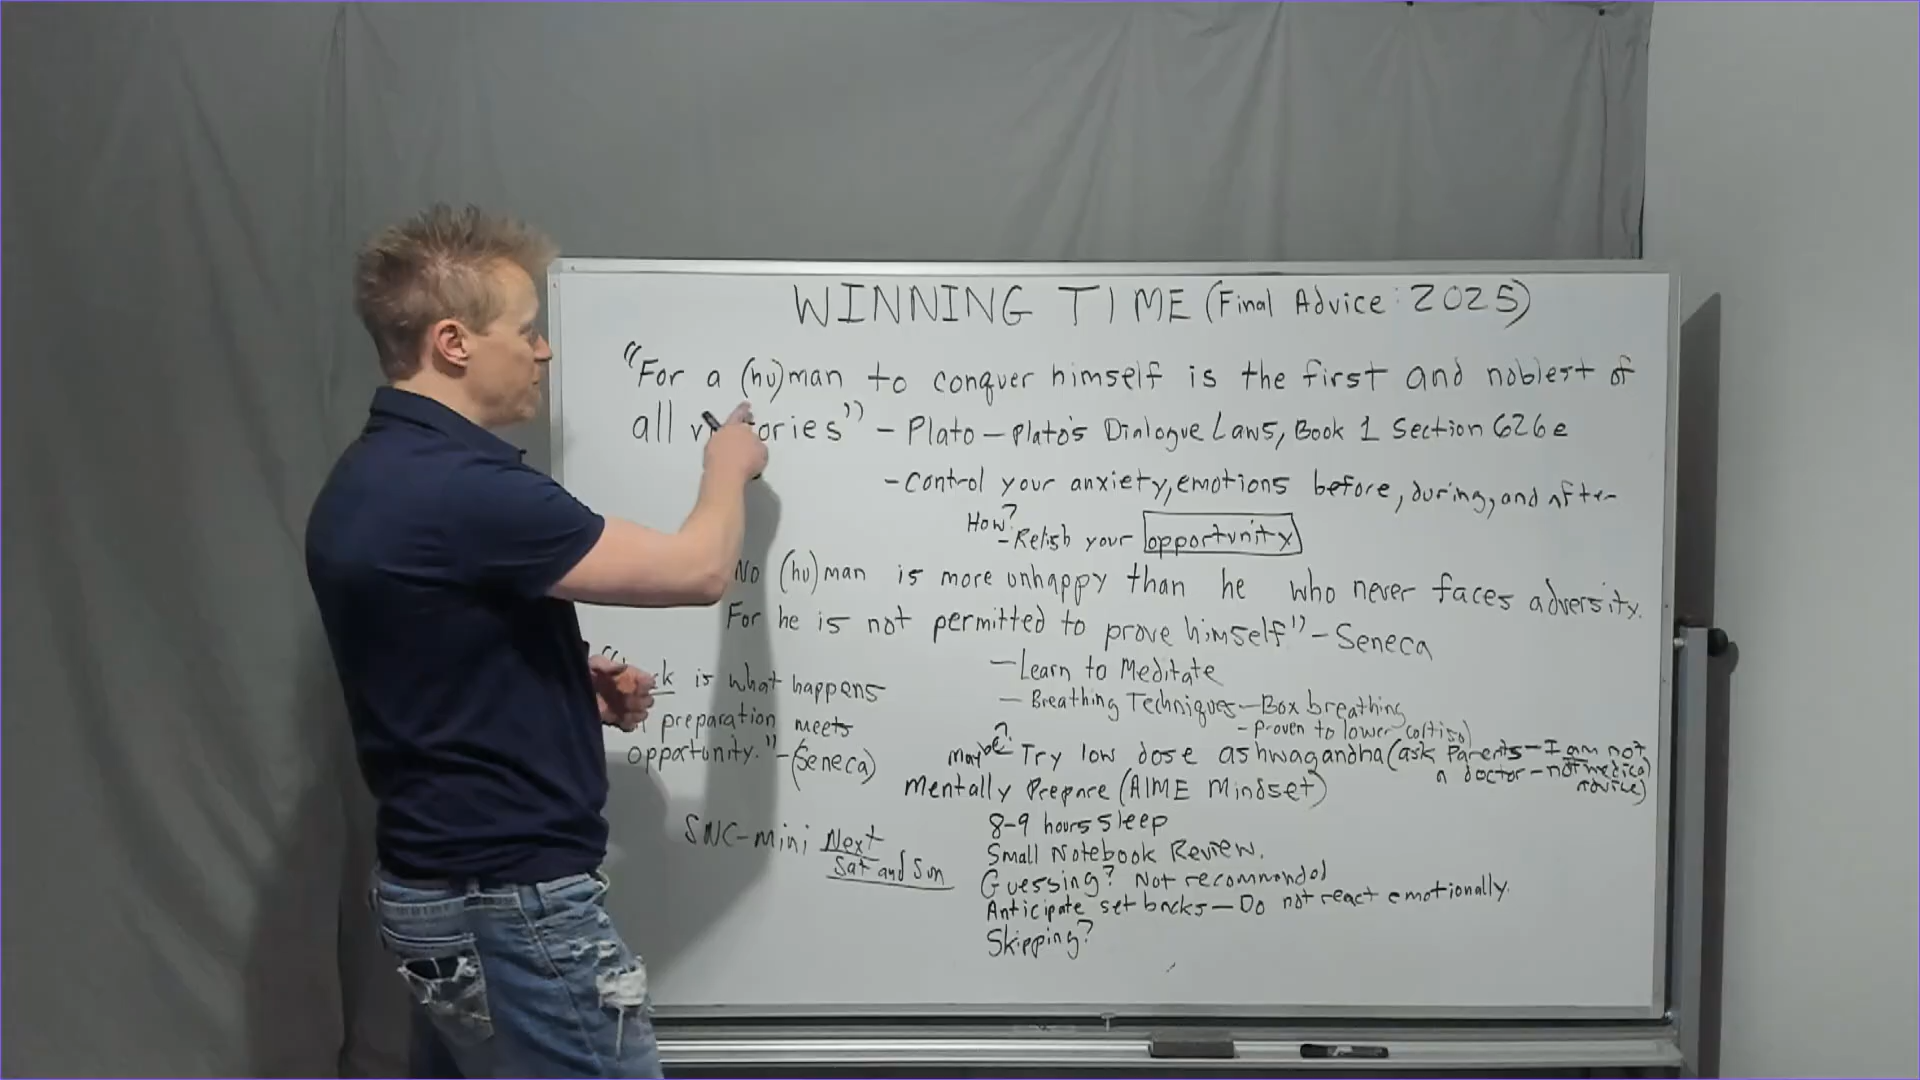 WINNING TIME (Final Advice: 2025)
"For a (hu)man to conquer himself is the first and noblest of
all ories" - Plato - Plato's Dialogue Laws, Book 1 Section 626e
- Control your anxiety, emotions before, during, and after
How?
- Relish your opportunity
No (hu)man is more unhappy than he who never faces adversity.
For he is not permitted to prove himself" - Seneca
- Learn to Meditate
- Breathing Techniques - Box breathing
- Proven to lower cortisol
Maybe? Try low dose ashwagandha (ask Parents - I am not
a doctor - not medical
advice)
Mentally Prepare (AIME Mindset)
8-9 hours sleep
Small Notebook Review.
Guessing? Not recommended
Anticipate set backs - Do not react emotionally.
Skipping?
is what happens
preparation meets
opportunity." - (Seneca)
SNC-mini Next
Sat and Sun